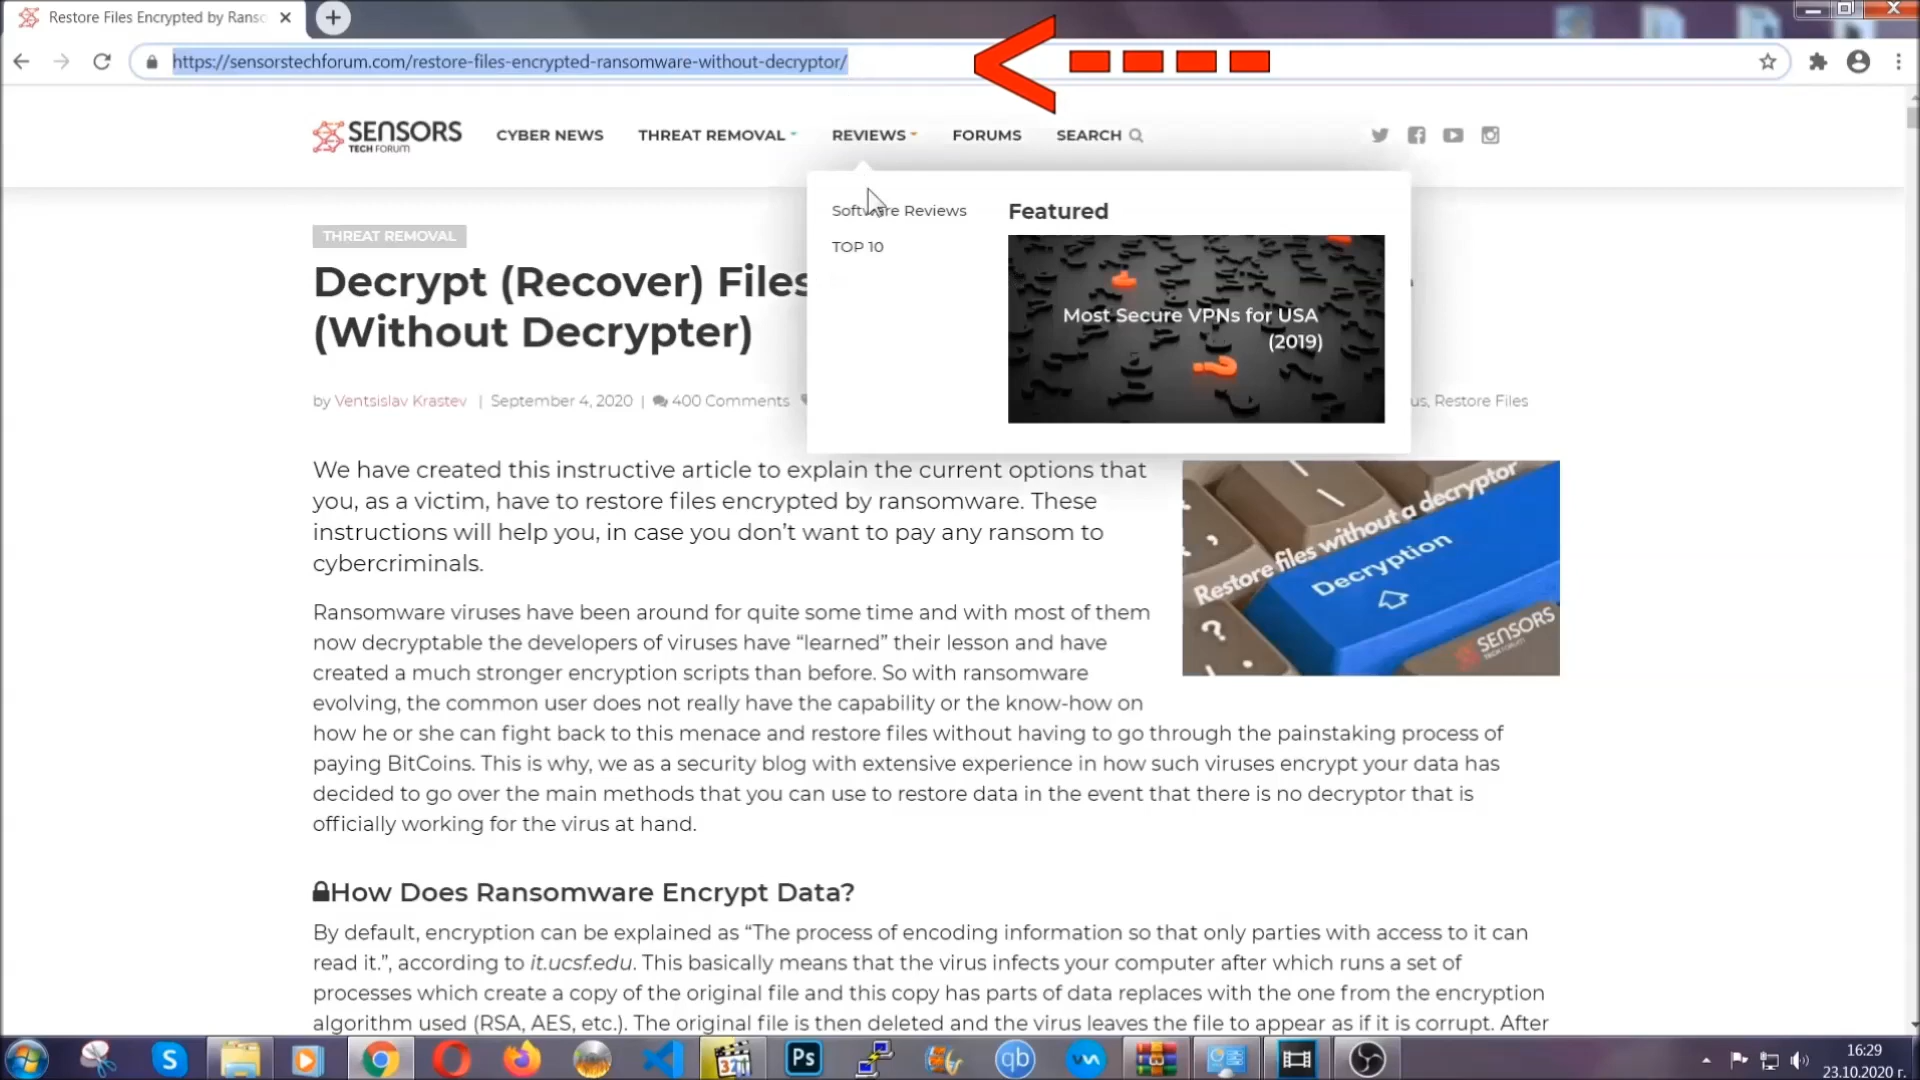 Restore Files Encrypted by Ranso
https://sensorstechforum.com/restore-files-encrypted-ransomware-without-decryptor/
SENSORS
TECH FORUM
CYBER NEWS
THREAT REMOVAL
REVIEWS
FORUMS
SEARCH
Software Reviews
TOP 10
Featured
Most Secure VPNs for USA
(2019)
THREAT REMOVAL
Decrypt (Recover) Files
(Without Decrypter)
by Ventsislav Krastev | September 4, 2020 | 400 Comments
us, Restore Files
We have created this instructive article to explain the current options that
you, as a victim, have to restore files encrypted by ransomware. These
instructions will help you, in case you don’t want to pay any ransom to
cybercriminals.
Restore files without a decryptor
Decryption
SENSORS
TECH FORUM
Ransomware viruses have been around for quite some time and with most of them
now decryptable the developers of viruses have “learned” their lesson and have
created a much stronger encryption scripts than before. So with ransomware
evolving, the common user does not really have the capability or the know-how on
how he or she can fight back to this menace and restore files without having to go through the painstaking process of
paying BitCoins. This is why, we as a security blog with extensive experience in how such viruses encrypt your data has
decided to go over the main methods that you can use to restore data in the event that there is no decryptor that is
officially working for the virus at hand.
How Does Ransomware Encrypt Data?
By default, encryption can be explained as “The process of encoding information so that only parties with access to it can
read it.”, according to it.ucsf.edu. This basically means that the virus infects your computer after which runs a set of
processes which create a copy of the original file and this copy has parts of data replaces with the one from the encryption
algorithm used (RSA, AES, etc.). The original file is then deleted and the virus leaves the file to appear as if it is corrupt. After
S
321
Ps
qb
16:29
23.10.2020 г.